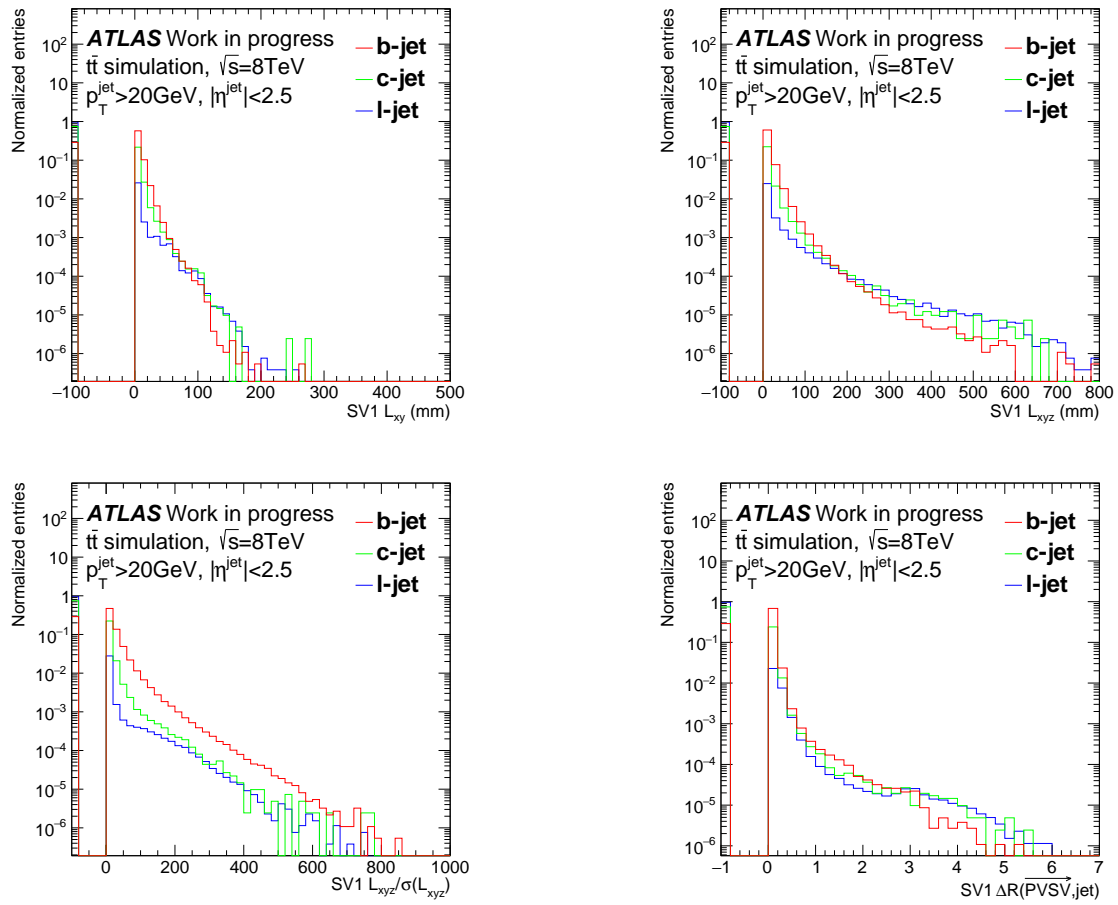 ATLAS Work in progress
tt̄ simulation, √s=8TeV
p_T^jet>20GeV, |η^jet|<2.5
b-jet
c-jet
l-jet
Normalized entries
10²
10
1
10⁻¹
10⁻²
10⁻³
10⁻⁴
10⁻⁵
10⁻⁶
−100 0 100 200 300 400 500
SV1 L_xy (mm)
ATLAS Work in progress
tt̄ simulation, √s=8TeV
p_T^jet>20GeV, |η^jet|<2.5
b-jet
c-jet
l-jet
Normalized entries
10²
10
1
10⁻¹
10⁻²
10⁻³
10⁻⁴
10⁻⁵
10⁻⁶
−100 0 100 200 300 400 500 600 700 800
SV1 L_xyz (mm)
ATLAS Work in progress
tt̄ simulation, √s=8TeV
p_T^jet>20GeV, |η^jet|<2.5
b-jet
c-jet
l-jet
Normalized entries
10²
10
1
10⁻¹
10⁻²
10⁻³
10⁻⁴
10⁻⁵
10⁻⁶
0 200 400 600 800 1000
SV1 L_xyz/σ(L_xyz)
ATLAS Work in progress
tt̄ simulation, √s=8TeV
p_T^jet>20GeV, |η^jet|<2.5
b-jet
c-jet
l-jet
Normalized entries
10²
10
1
10⁻¹
10⁻²
10⁻³
10⁻⁴
10⁻⁵
10⁻⁶
−1 0 1 2 3 4 5 6 7
SV1 ΔR(PVSV⃗,jet)